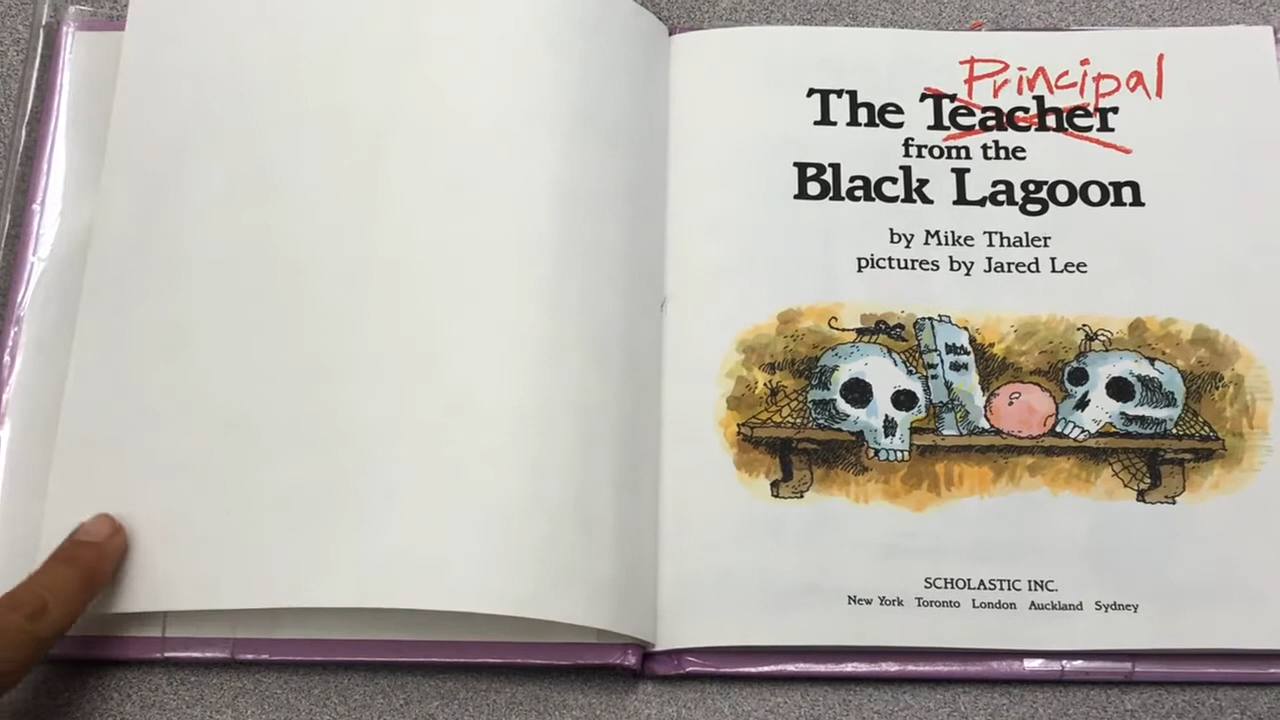 Principal
The Teacher
from the
Black Lagoon
by Mike Thaler
pictures by Jared Lee
SCHOLASTIC INC.
New York Toronto London Auckland Sydney